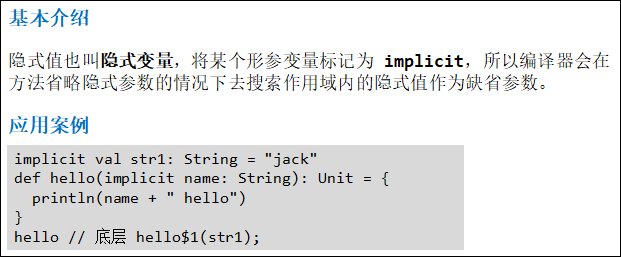 基本介绍
隐式值也叫隐式变量，将某个形参变量标记为 implicit，所以编译器会在
方法省略隐式参数的情况下去搜索作用域内的隐式值作为缺省参数。
应用案例
implicit val str1: String = "jack"
def hello(implicit name: String): Unit = {
  println(name + " hello")
}
hello // 底层 hello$1(str1);